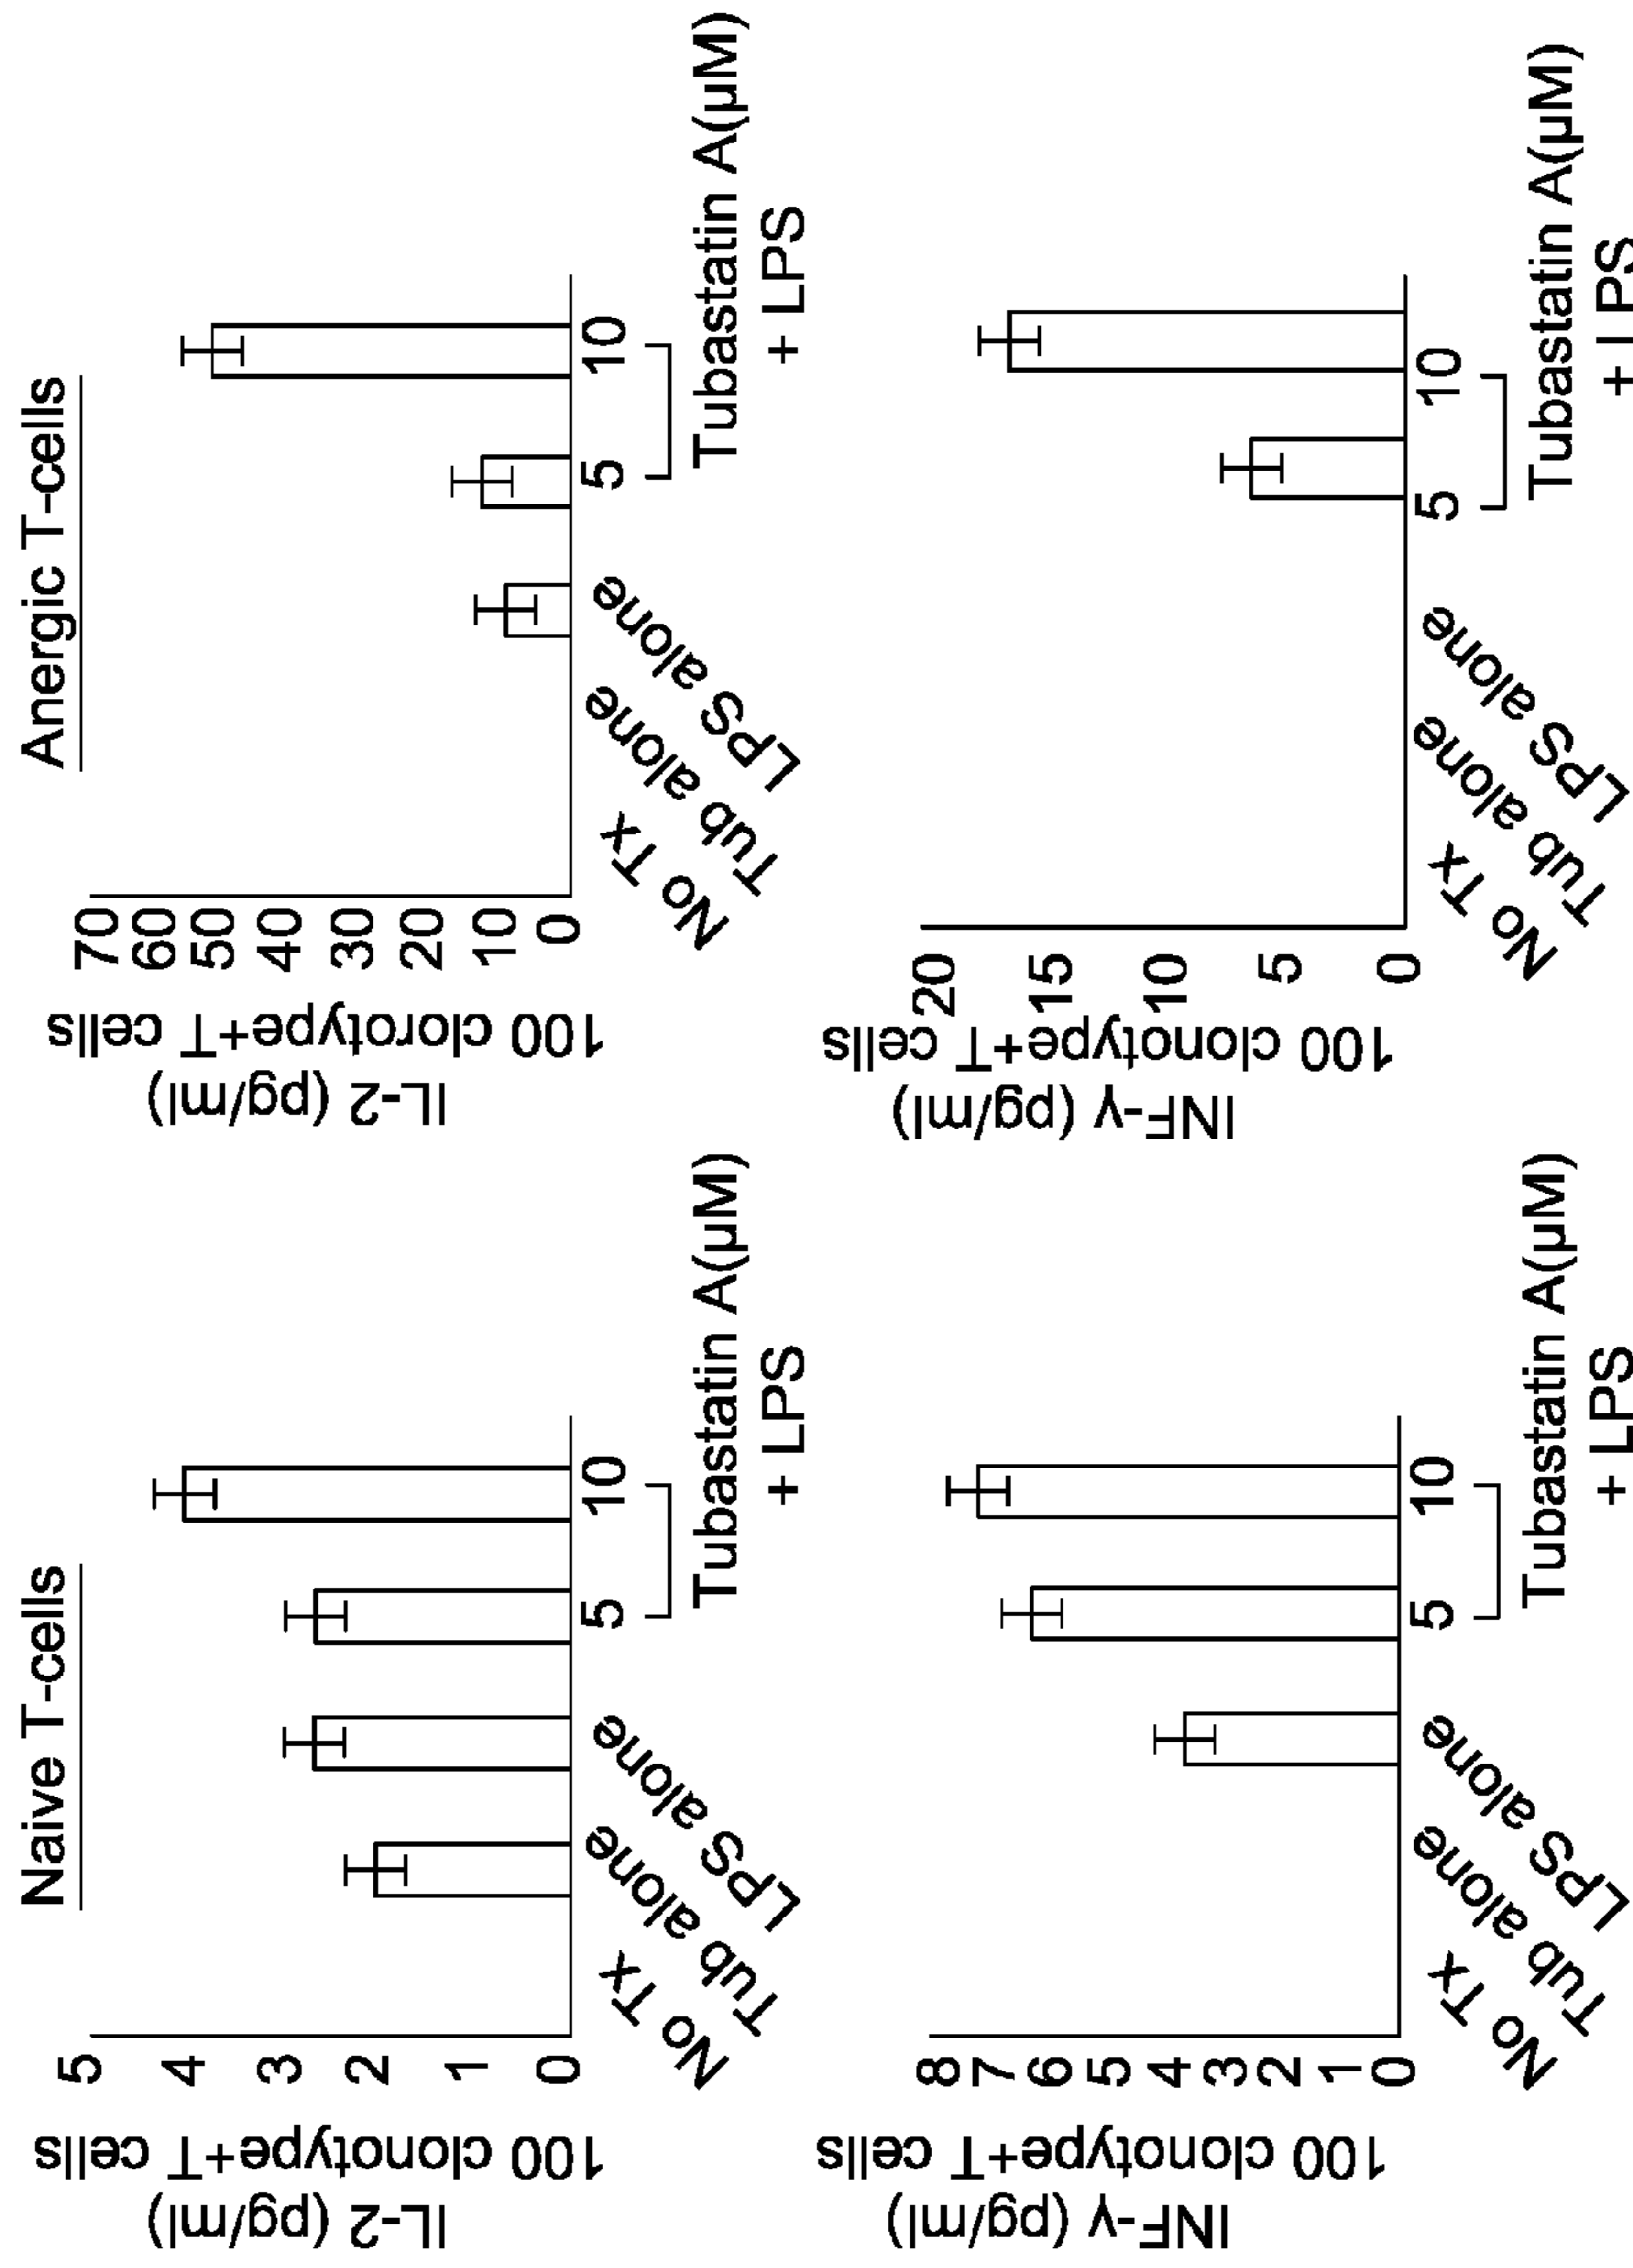 Naive T-cells
IL-2 (pg/ml)
100 clonotype+T cells
5
4
3
2
1
0
No Tx
Tub alone
LPS alone
5 10
Tubastatin A(µM)
+ LPS
Anergic T-cells
IL-2 (pg/ml)
100 clorotype+T cells
70
60
50
40
30
20
10
0
No Tx
Tub alone
LPS alone
5 10
Tubastatin A(µM)
+ LPS
INF-γ (pg/ml)
100 clonotype+T cells
8
7
6
5
4
3
2
1
0
No Tx
Tub alone
LPS alone
5 10
Tubastatin A(µM)
+ LPS
INF-γ (pg/ml)
100 clonotype+T cells
20
15
10
5
0
No Tx
Tub alone
LPS alone
5 10
Tubastatin A(µM)
+ LPS